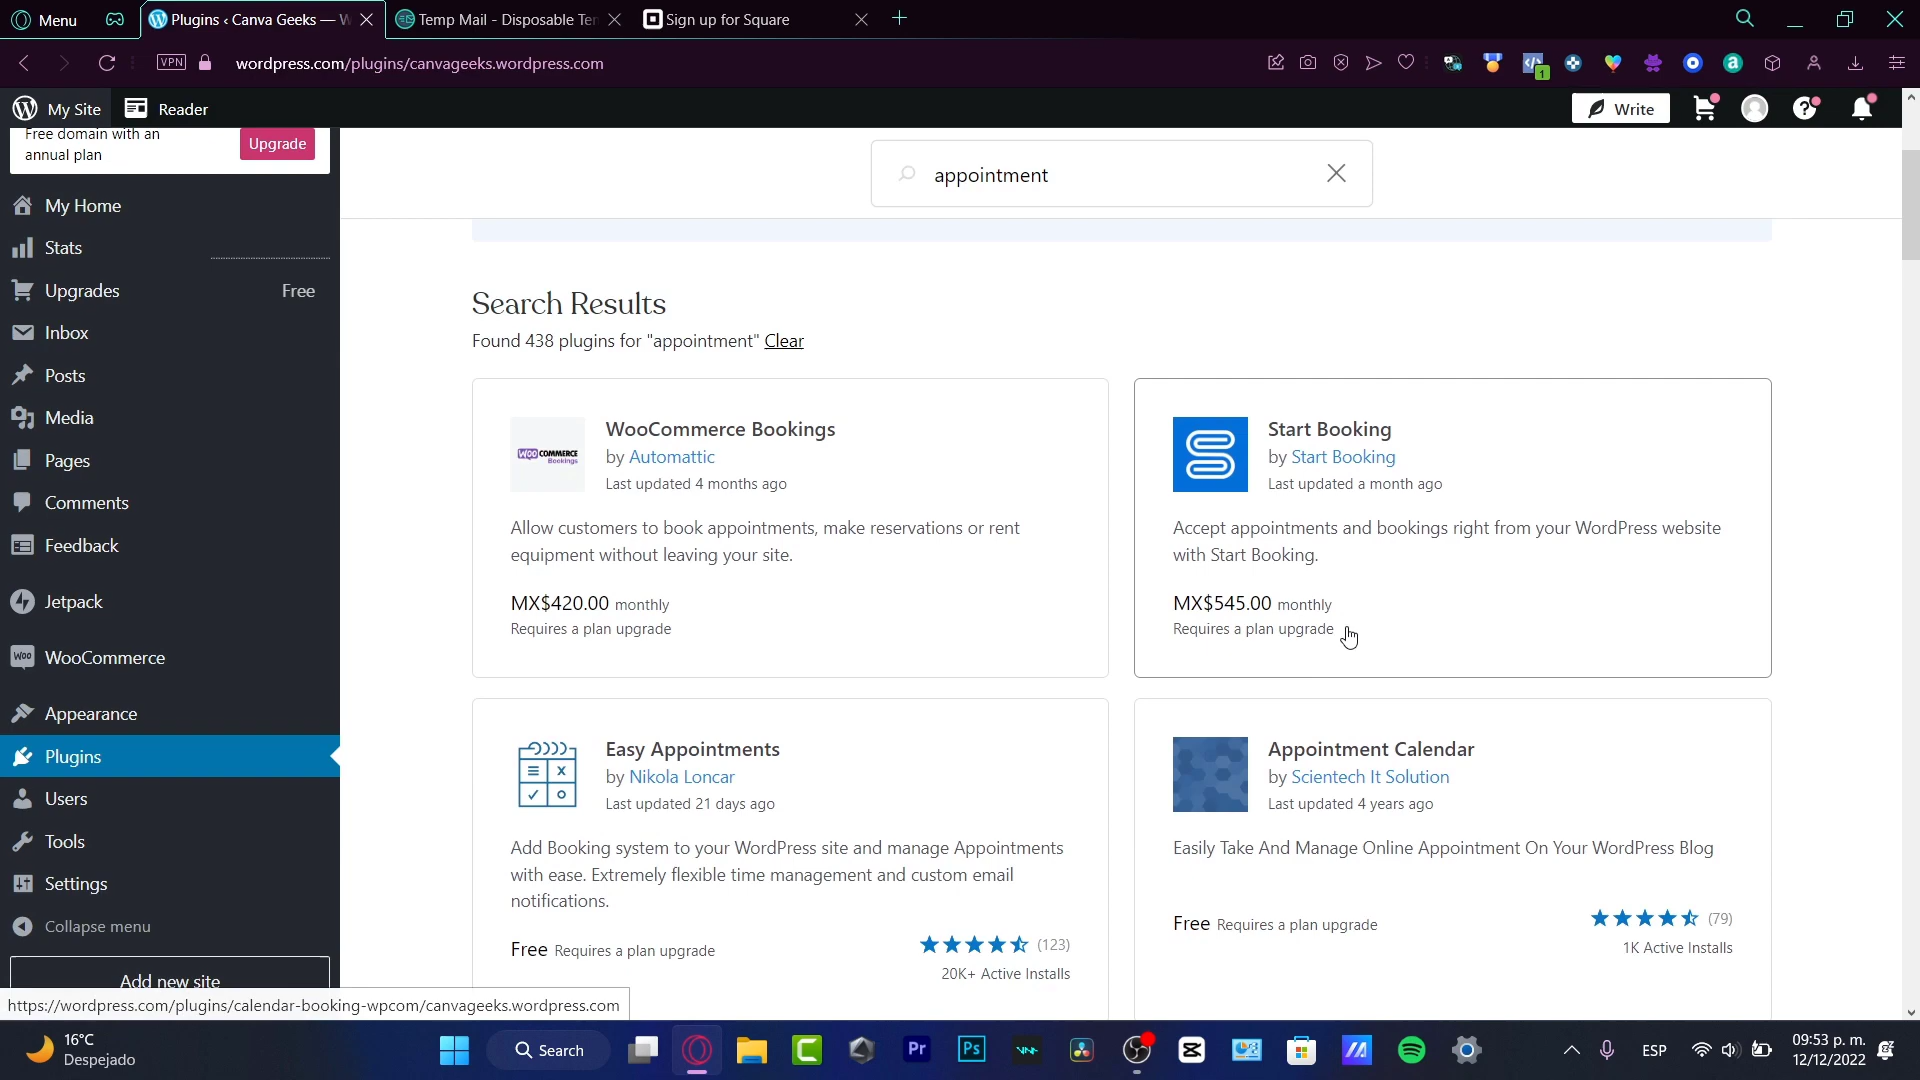 Menu
Plugins ‹ Canva Geeks — W
Temp Mail - Disposable Ten
Sign up for Square
VPN
wordpress.com/plugins/canvageeks.wordpress.com
1
My Site
Reader
Write
Free domain with an
annual plan
Upgrade
My Home
Stats
Upgrades
Free
Inbox
Posts
Media
Pages
Comments
Feedback
Jetpack
WooCommerce
Appearance
Plugins
Users
Tools
Settings
Collapse menu
Add new site
appointment
Search Results
Found 438 plugins for "appointment" Clear
WOO COMMERCE
Bookings
WooCommerce Bookings
by Automattic
Last updated 4 months ago
Allow customers to book appointments, make reservations or rent
equipment without leaving your site.
MX$420.00 monthly
Requires a plan upgrade
Start Booking
by Start Booking
Last updated a month ago
Accept appointments and bookings right from your WordPress website
with Start Booking.
MX$545.00 monthly
Requires a plan upgrade
Easy Appointments
by Nikola Loncar
Last updated 21 days ago
Add Booking system to your WordPress site and manage Appointments
with ease. Extremely flexible time management and custom email
notifications.
Free Requires a plan upgrade
(123)
20K+ Active Installs
Appointment Calendar
by Scientech It Solution
Last updated 4 years ago
Easily Take And Manage Online Appointment On Your WordPress Blog
Free Requires a plan upgrade
(79)
1K Active Installs
https://wordpress.com/plugins/calendar-booking-wpcom/canvageeks.wordpress.com
16°C
Despejado
Search
Pr
Ps
ESP
09:53 p. m.
12/12/2022